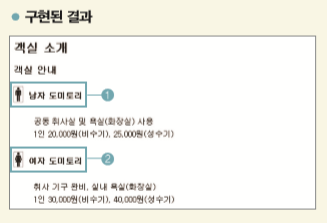 구현된 결과
객실 소개
객실 안내
남자 도미토리 1
공동 취사실 및 욕실(화장실) 사용
1인 20,000원(비수기), 25,000원(성수기)
여자 도미토리 2
취사 기구 완비, 실내 욕실(화장실)
1인 30,000원(비수기), 40,000원(성수기)